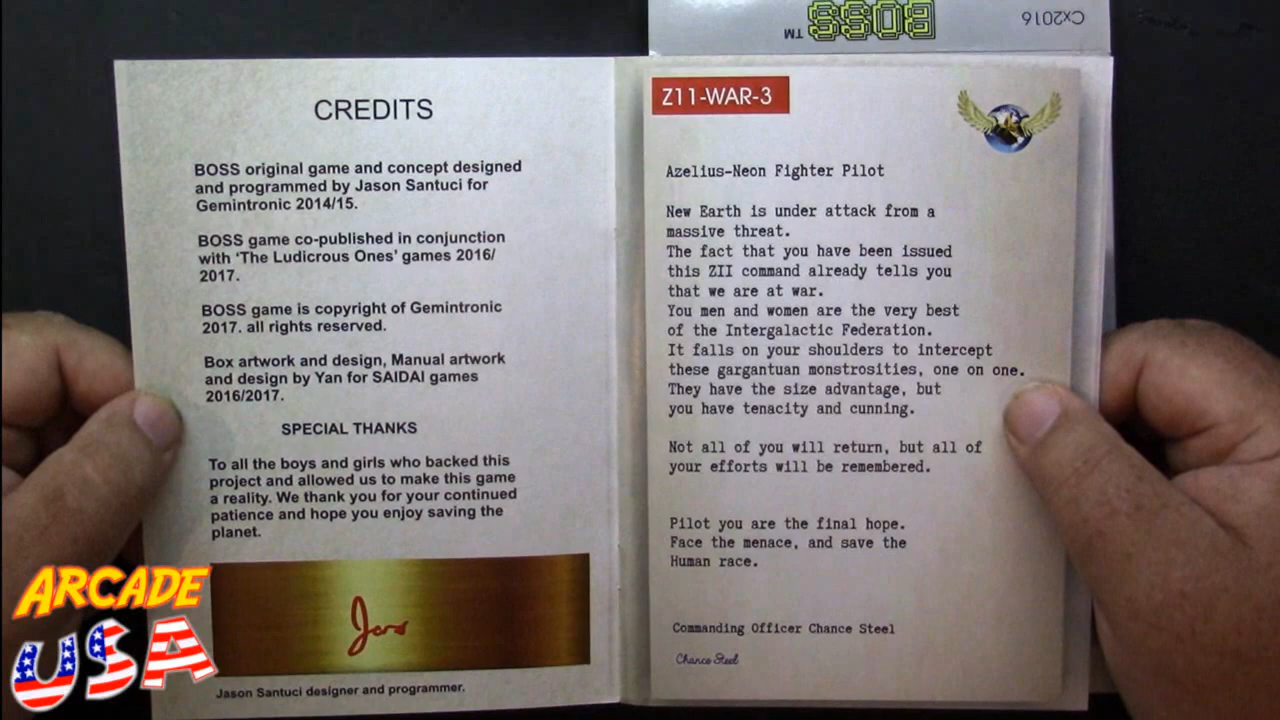 BOSS™
Cx2016
CREDITS
BOSS original game and concept designed
and programmed by Jason Santuci for
Gemintronic 2014/15.
BOSS game co-published in conjunction
with ‘The Ludicrous Ones’ games 2016/
2017.
BOSS game is copyright of Gemintronic
2017. all rights reserved.
Box artwork and design, Manual artwork
and design by Yan for SAIDAI games
2016/2017.
SPECIAL THANKS
To all the boys and girls who backed this
project and allowed us to make this game
a reality. We thank you for your continued
patience and hope you enjoy saving the
planet.
Jars
Jason Santuci designer and programmer.
Z11-WAR-3
Azelius-Neon Fighter Pilot
New Earth is under attack from a
massive threat.
The fact that you have been issued
this ZII command already tells you
that we are at war.
You men and women are the very best
of the Intergalactic Federation.
It falls on your shoulders to intercept
these gargantuan monstrosities, one on one.
They have the size advantage, but
you have tenacity and cunning.
Not all of you will return, but all of
your efforts will be remembered.
Pilot you are the final hope.
Face the menace, and save the
Human race.
Commanding Officer Chance Steel
Chance Steel
ARCADE
USA